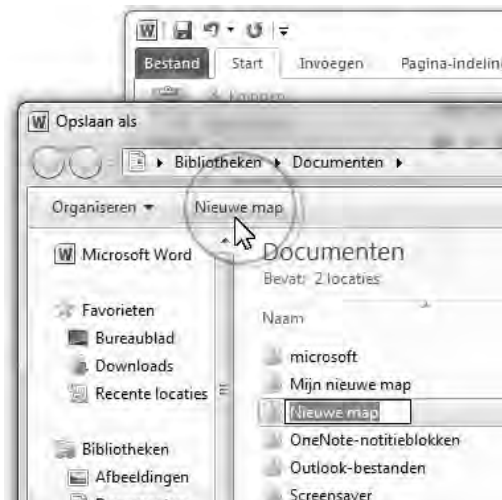 W
Bestand Start Invoegen Pagina-indelin
W Opslaan als
Bibliotheken Documenten
Organiseren Nieuwe map
W Microsoft Word
Favorieten
Bureaublad
Downloads
Recente locaties
Bibliotheken
Afbeeldingen
Documenten
Bevat: 2 locaties
Naam
microsoft
Mijn nieuwe map
Nieuwe map
OneNote-notitieblokken
Outlook-bestanden
Screensaver